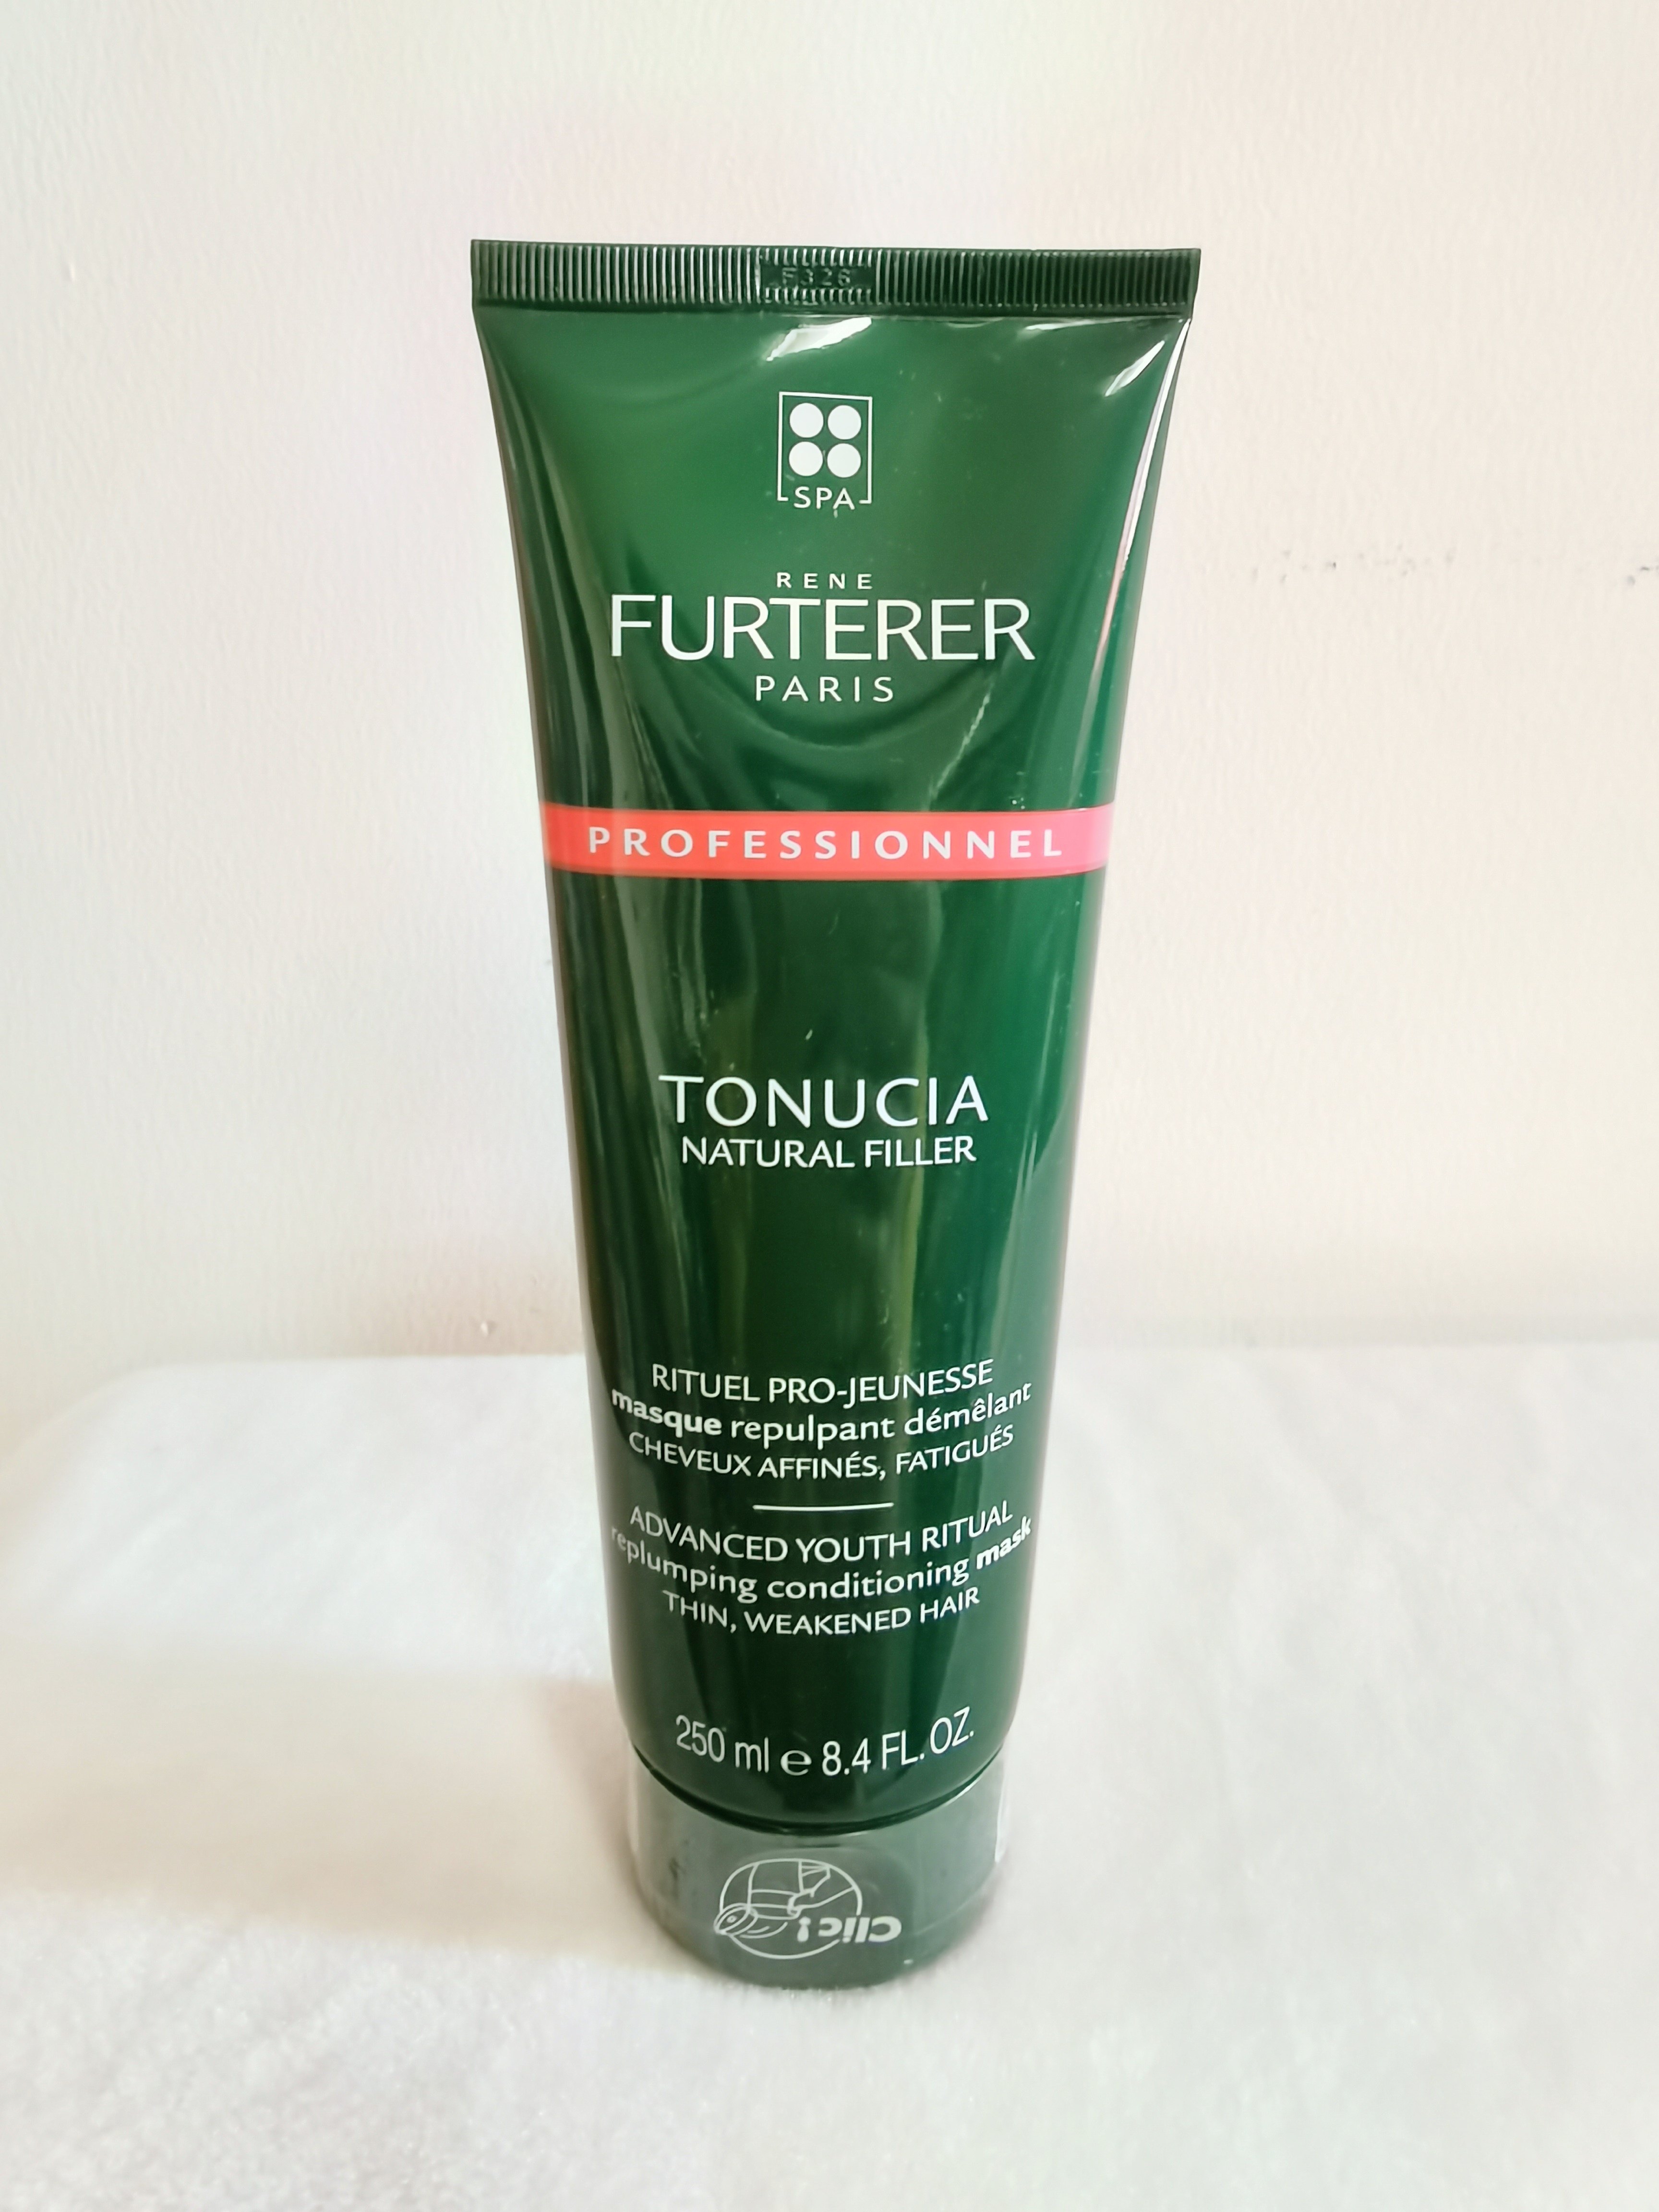 F326
SPA
RENE
FURTERER
PARIS
PROFESSIONNEL
TONUCIA
NATURAL FILLER
RITUEL PRO-JEUNESSE
masque repulpant démêlant
CHEVEUX AFFINÉS, FATIGUÉS
ADVANCED YOUTH RITUAL
replumping conditioning mask
THIN, WEAKENED HAIR
250 ml e 8.4 FL. OZ.
clic!